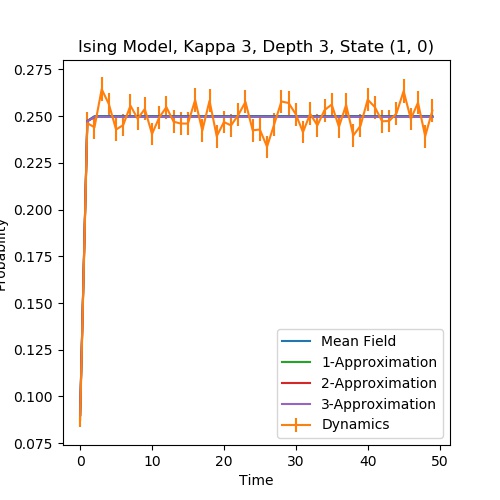 Ising Model, Kappa 3, Depth 3, State (1, 0)
0.275
0.250
0.225
0.200
0.175
0.150
0.125
0.100
0.075
Probability
Mean Field
1-Approximation
2-Approximation
3-Approximation
Dynamics
0 10 20 30 40 50
Time